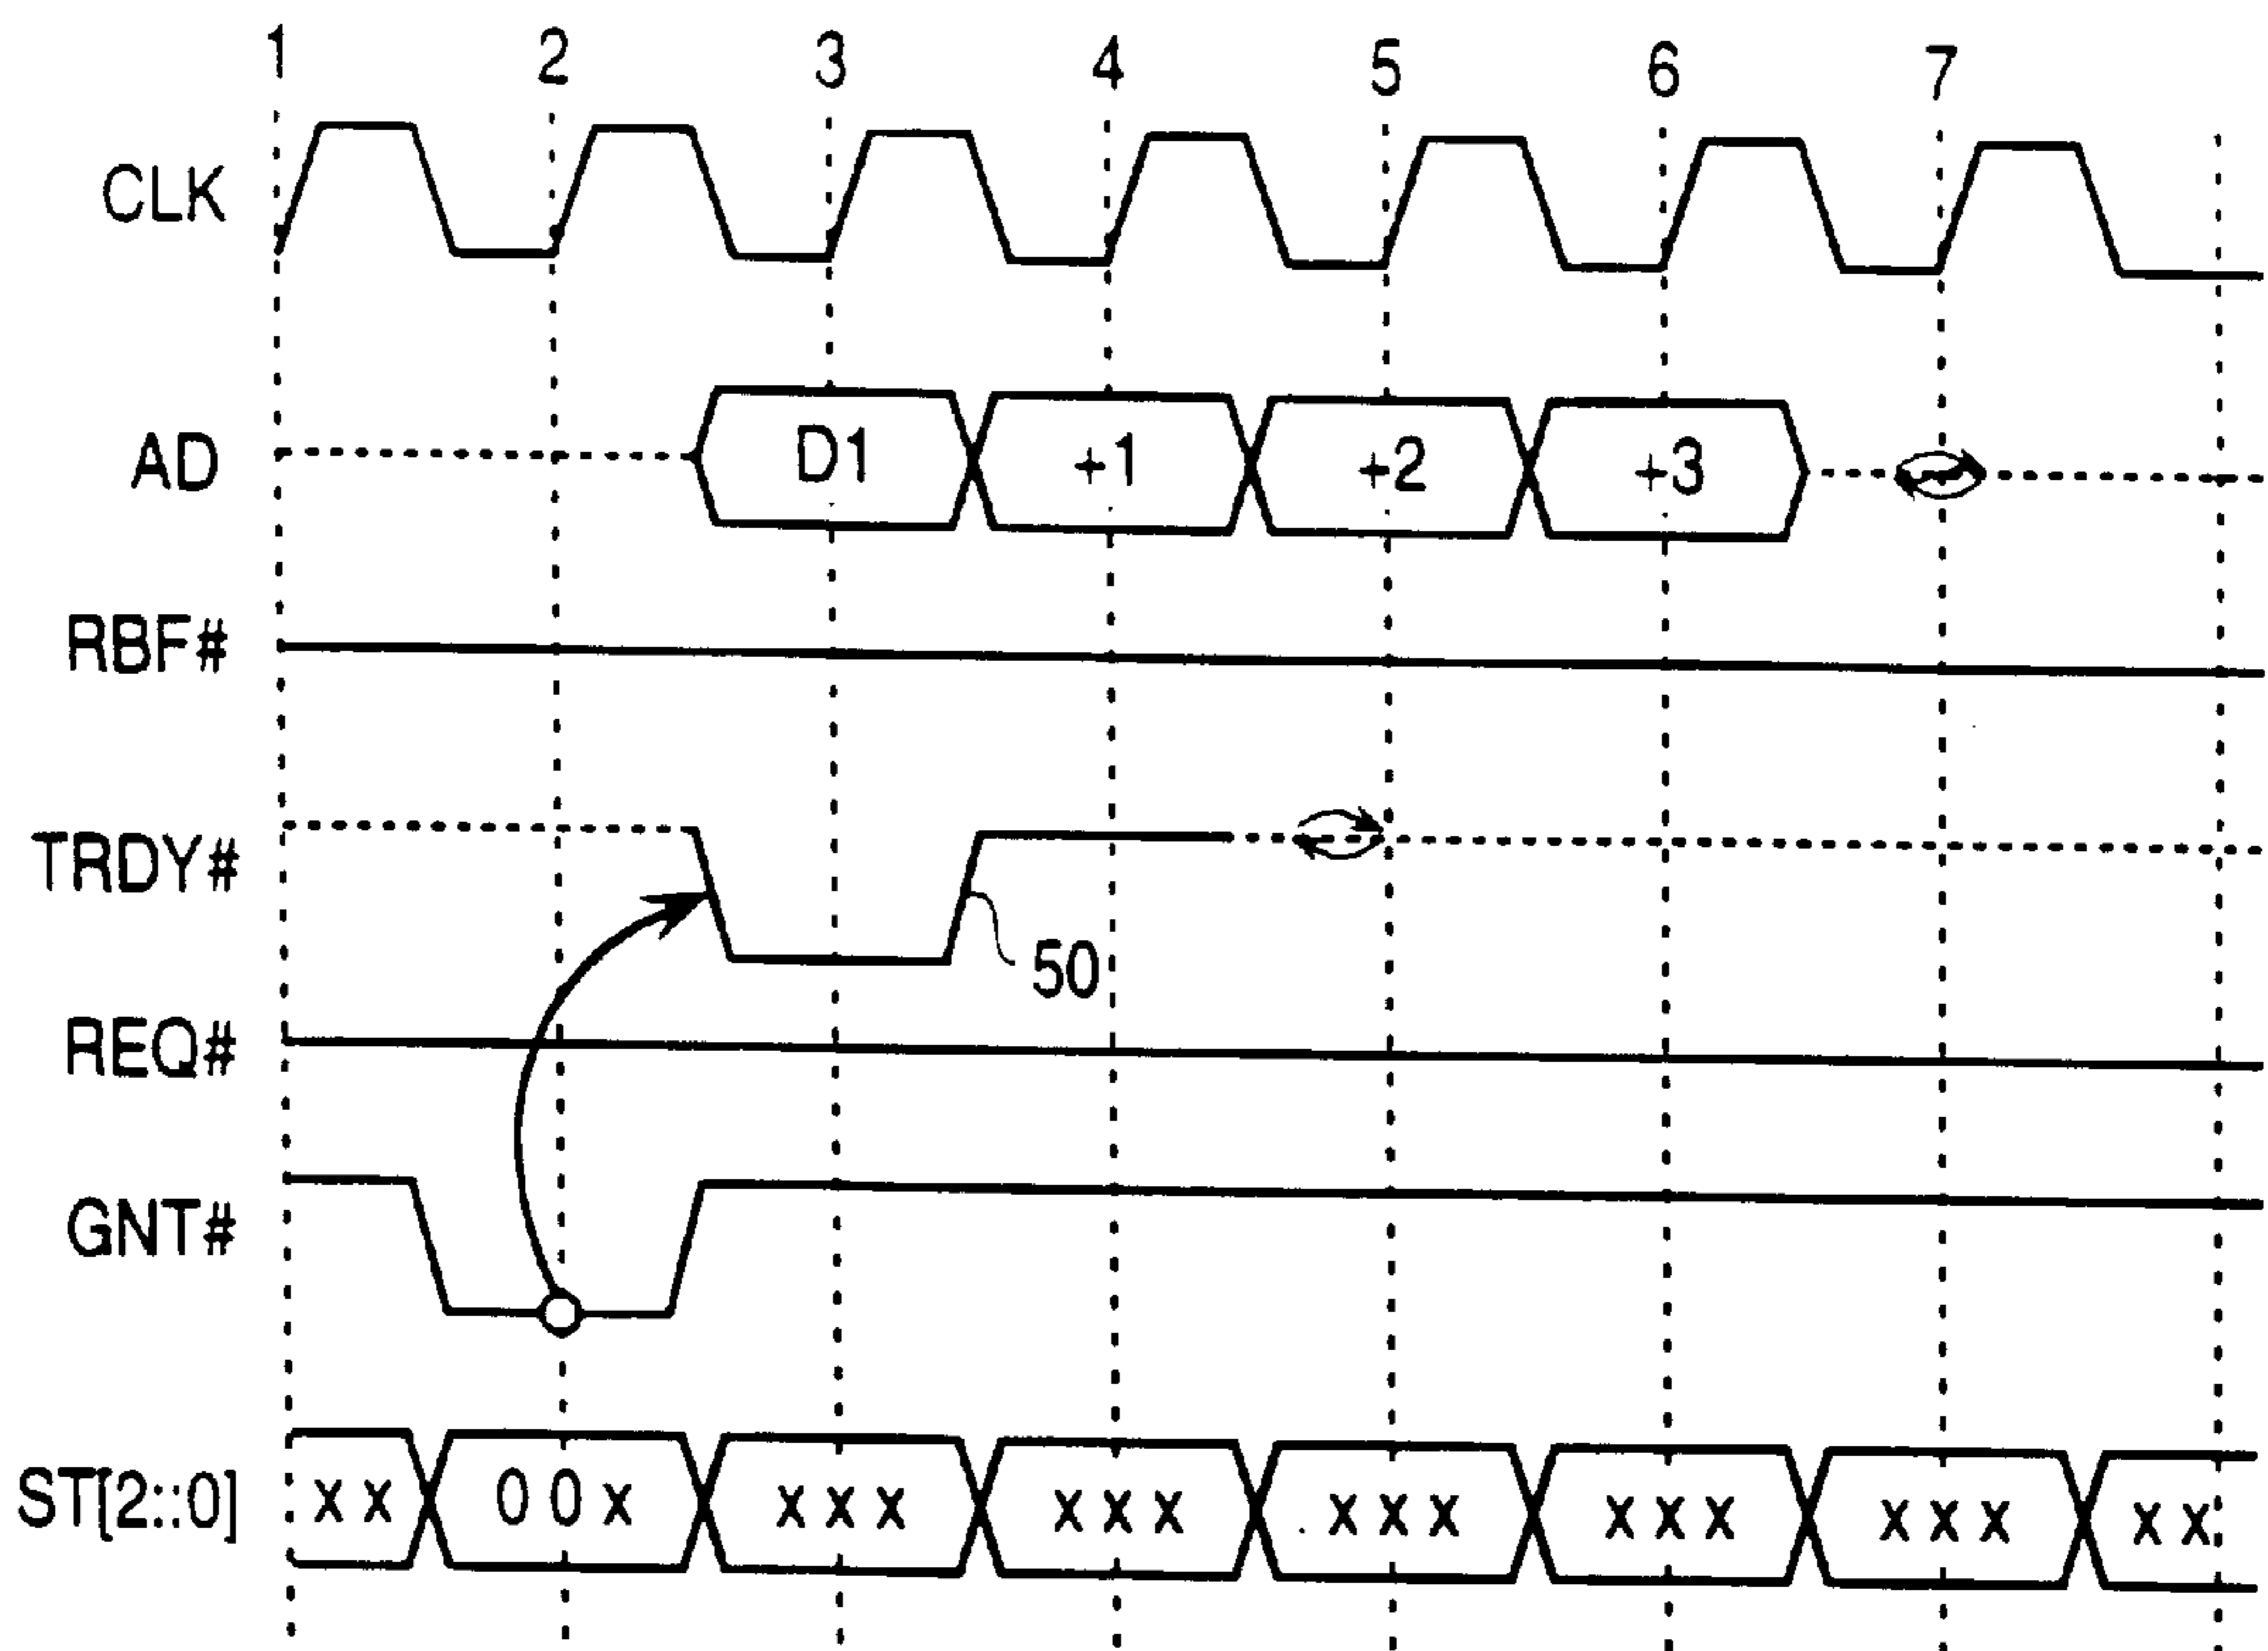 1 2 3 4 5 6 7
CLK
AD D1 +1 +2 +3
RBF#
TRDY#
50
REQ#
GNT#
ST[2::0] x x 0 0 x x x x x x x x x x x x x x x x x x